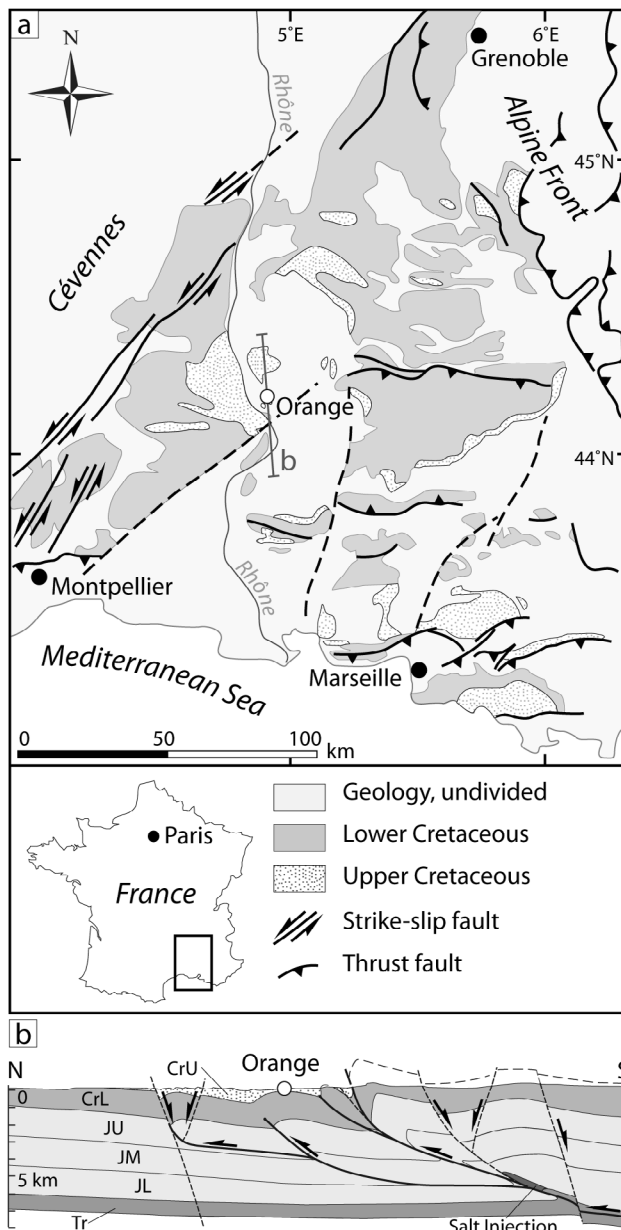 a
N
5°E
6°E
Grenoble
Rhône
Alpine Front
45°N
Cévennes
Orange
b
44°N
Montpellier
Rhône
Mediterranean Sea
Marseille
0 50 100
km
Paris
France
Geology, undivided
Lower Cretaceous
Upper Cretaceous
Strike-slip fault
Thrust fault
b
N
CrU
Orange
0
CrL
JU
JM
5 km
JL
Tr
Salt Injection